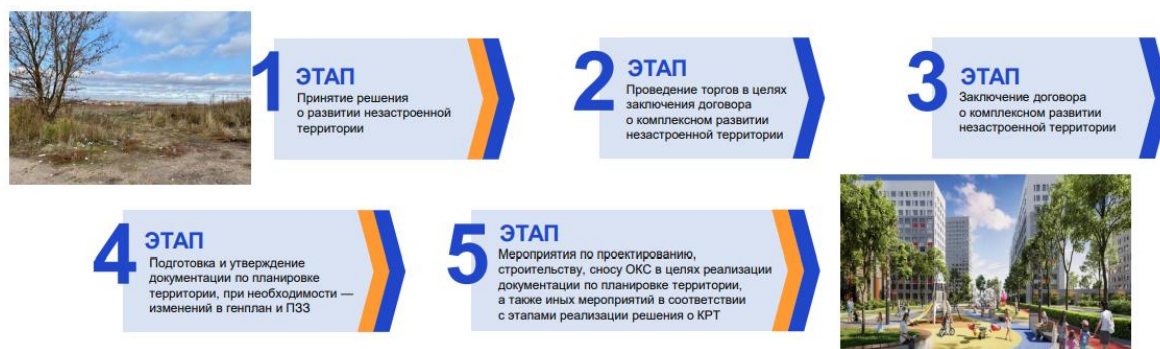 1 ЭТАП
Принятие решения
о развитии незастроенной
территории
2 ЭТАП
Проведение торгов в целях
заключения договора
о комплексном развитии
незастроенной территории
3 ЭТАП
Заключение договора
о комплексном развитии
незастроенной территории
4 ЭТАП
Подготовка и утверждение
документации по планировке
территории, при необходимости —
изменений в генплан и ПЗЗ
5 ЭТАП
Мероприятия по проектированию,
строительству, сносу ОКС в целях реализации
документации по планировке территории,
а также иных мероприятий в соответствии
с этапами реализации решения о КРТ